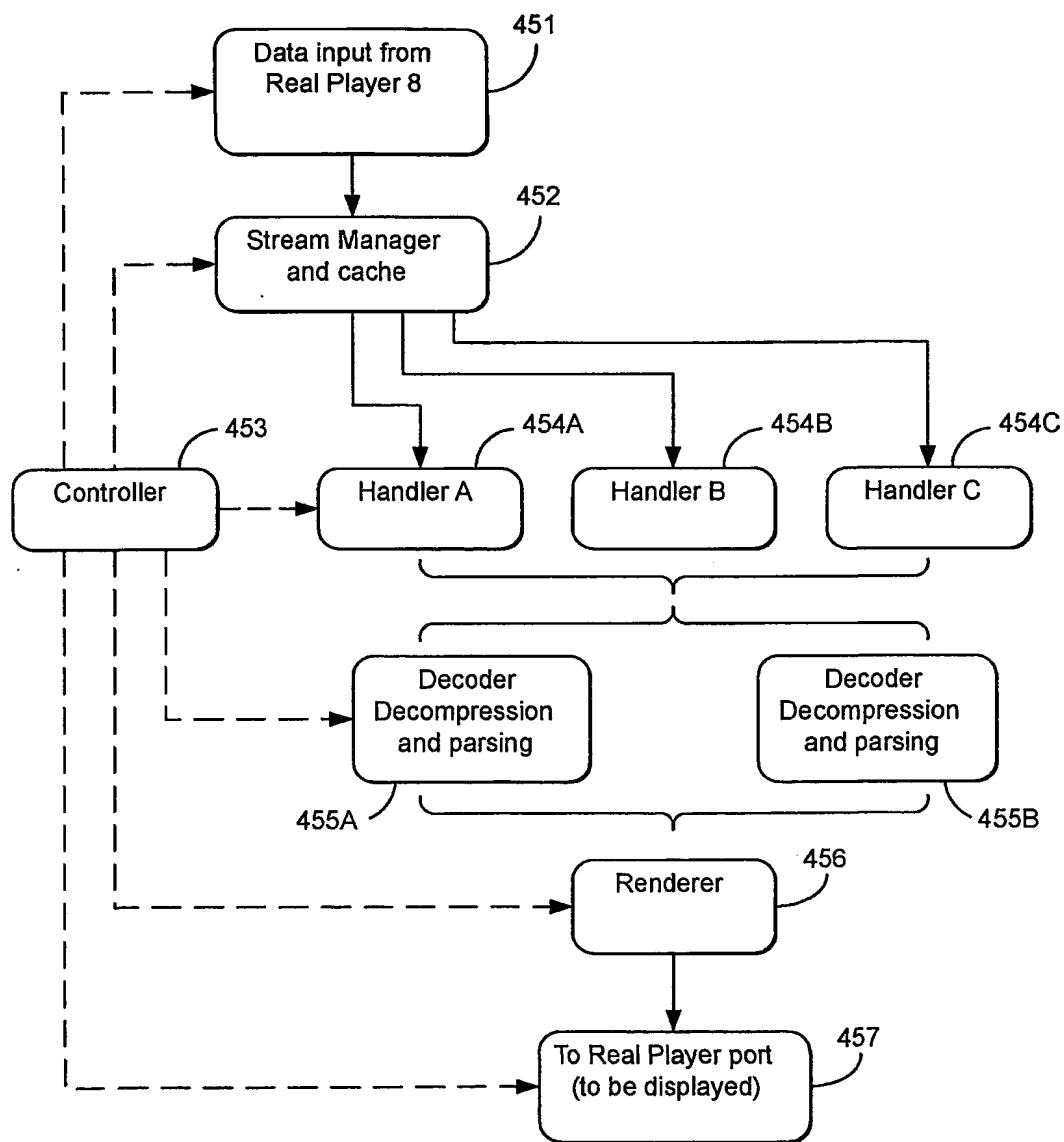 451
Data input from
Real Player 8
452
Stream Manager
and cache
453
454A
454B
454C
Controller
Handler A
Handler B
Handler C
Decoder
Decompression
and parsing
Decoder
Decompression
and parsing
455A
455B
456
Renderer
457
To Real Player port
(to be displayed)